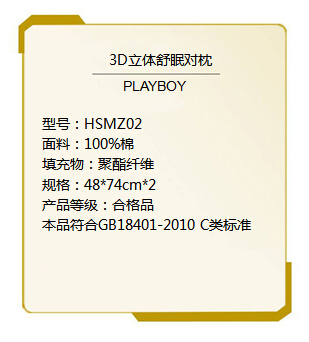 3D立体舒眠对枕
PLAYBOY
型号：HSMZ02
面料：100%棉
填充物：聚酯纤维
规格：48*74cm*2
产品等级：合格品
本品符合GB18401-2010 C类标准